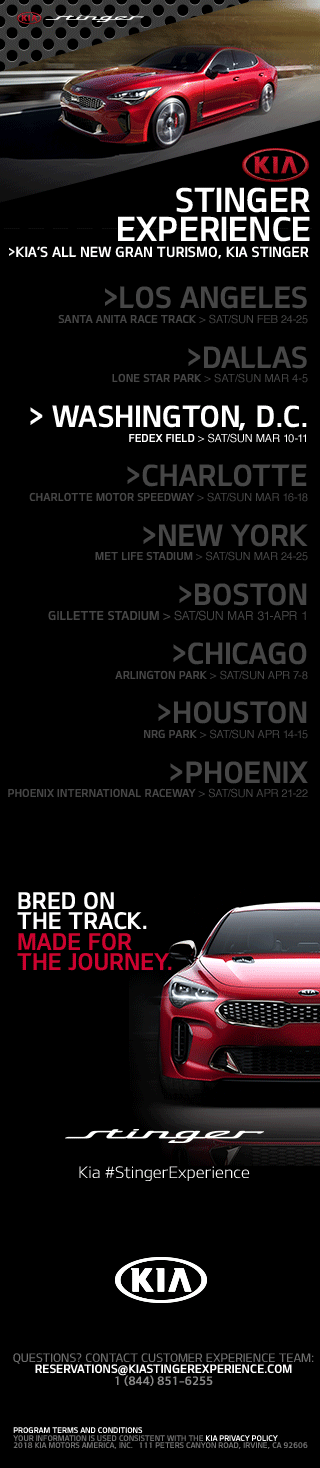 KIA stinger
KIA
STINGER
EXPERIENCE
>KIA'S ALL NEW GRAN TURISMO, KIA STINGER
>LOS ANGELES
SANTA ANITA RACE TRACK > SAT/SUN FEB 24-25
>DALLAS
LONE STAR PARK > SAT/SUN MAR 4-5
> WASHINGTON, D.C.
FEDEX FIELD > SAT/SUN MAR 10-11
>CHARLOTTE
CHARLOTTE MOTOR SPEEDWAY > SAT/SUN MAR 16-18
>NEW YORK
MET LIFE STADIUM > SAT/SUN MAR 24-25
>BOSTON
GILLETTE STADIUM > SAT/SUN MAR 31-APR 1
>CHICAGO
ARLINGTON PARK > SAT/SUN APR 7-8
>HOUSTON
NRG PARK > SAT/SUN APR 14-15
>PHOENIX
PHOENIX INTERNATIONAL RACEWAY > SAT/SUN APR 21-22
BRED ON
THE TRACK.
MADE FOR
THE JOURNEY.
KIA
stinger
Kia #StingerExperience
KIA
QUESTIONS? CONTACT CUSTOMER EXPERIENCE TEAM:
RESERVATIONS@KIASTINGEREXPERIENCE.COM
1 (844) 851-6255
PROGRAM TERMS AND CONDITIONS
YOUR INFORMATION IS USED CONSISTENT WITH THE KIA PRIVACY POLICY
2018 KIA MOTORS AMERICA, INC. 111 PETERS CANYON ROAD, IRVINE, CA 92606